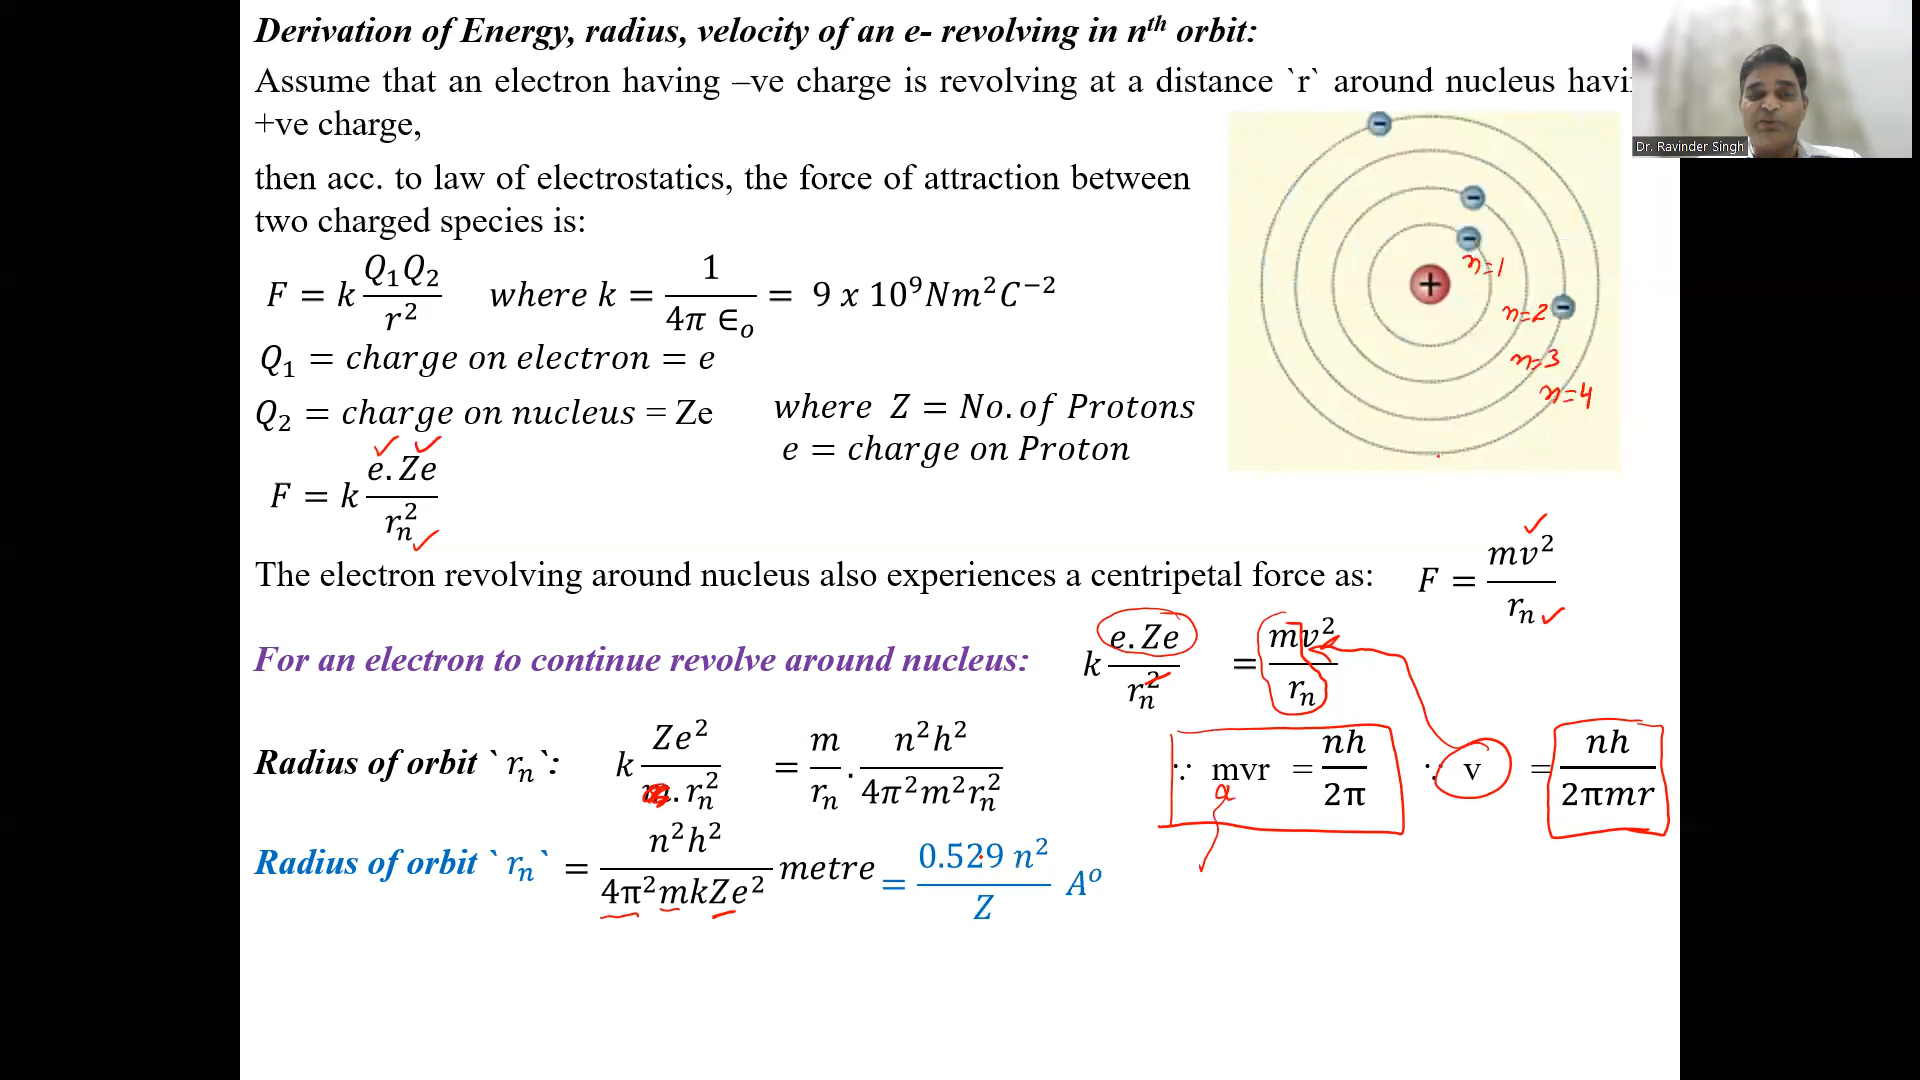 Derivation of Energy, radius, velocity of an e- revolving in nᵗʰ orbit:
Assume that an electron having –ve charge is revolving at a distance `r` around nucleus havi
+ve charge,
Dr. Ravinder Singh
then acc. to law of electrostatics, the force of attraction between
two charged species is:
F = k Q₁Q₂ / r² where k = 1 / 4π ∈ₒ = 9 x 10⁹Nm²C⁻²
Q₁ = charge on electron = e
Q₂ = charge on nucleus = Ze
where Z = No. of Protons
e = charge on Proton
n=1
n=2
n=3
n=4
F = k e.Ze / rₙ²
The electron revolving around nucleus also experiences a centripetal force as: F = mv² / rₙ
For an electron to continue revolve around nucleus: k e.Ze / rₙ² = mv² / rₙ
Radius of orbit `rₙ`: k Ze² / . rₙ² = m / rₙ . n²h² / 4π²m²rₙ² ∵ mvr = nh / 2π ∵ v = nh / 2πmr
Radius of orbit `rₙ` = n²h² / 4π²mkZe² metre = 0.529 n² / Z Aᵒ